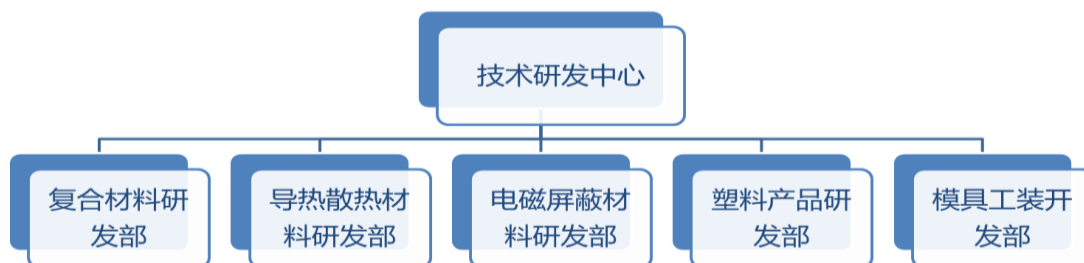 技术研发中心
复合材料研
发部
导热散热材
料研发部
电磁屏蔽材
料研发部
塑料产品研
发部
模具工装开
发部